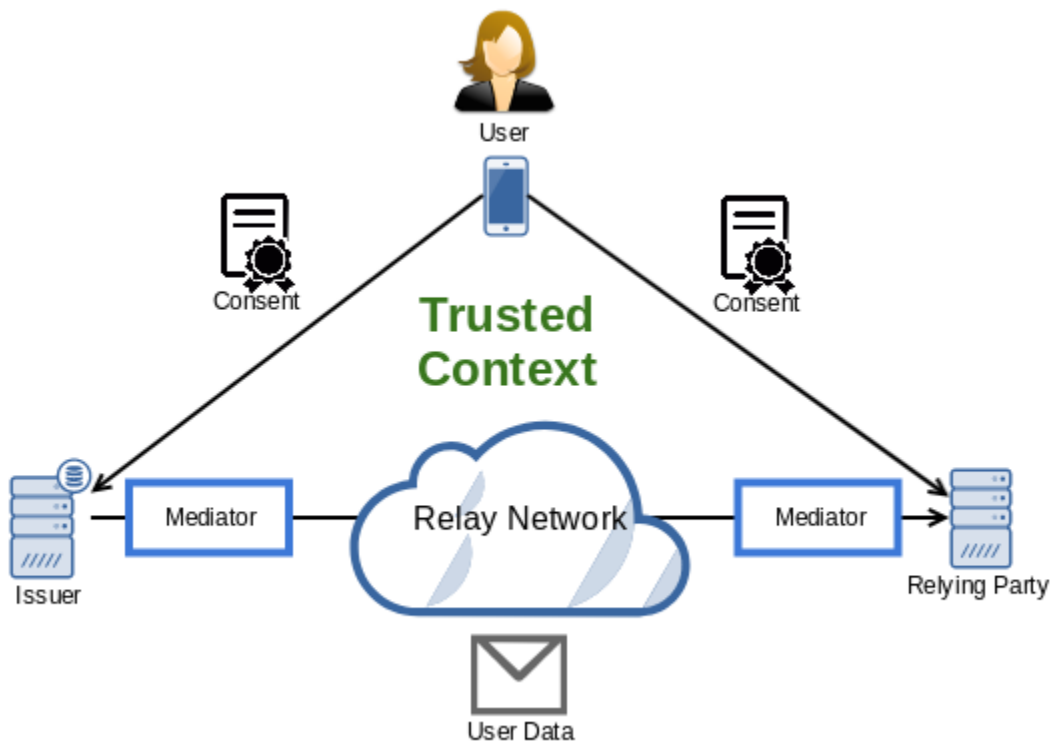 User
Consent
Consent
Trusted
Context
Mediator
Relay Network
Mediator
Issuer
Relying Party
User Data